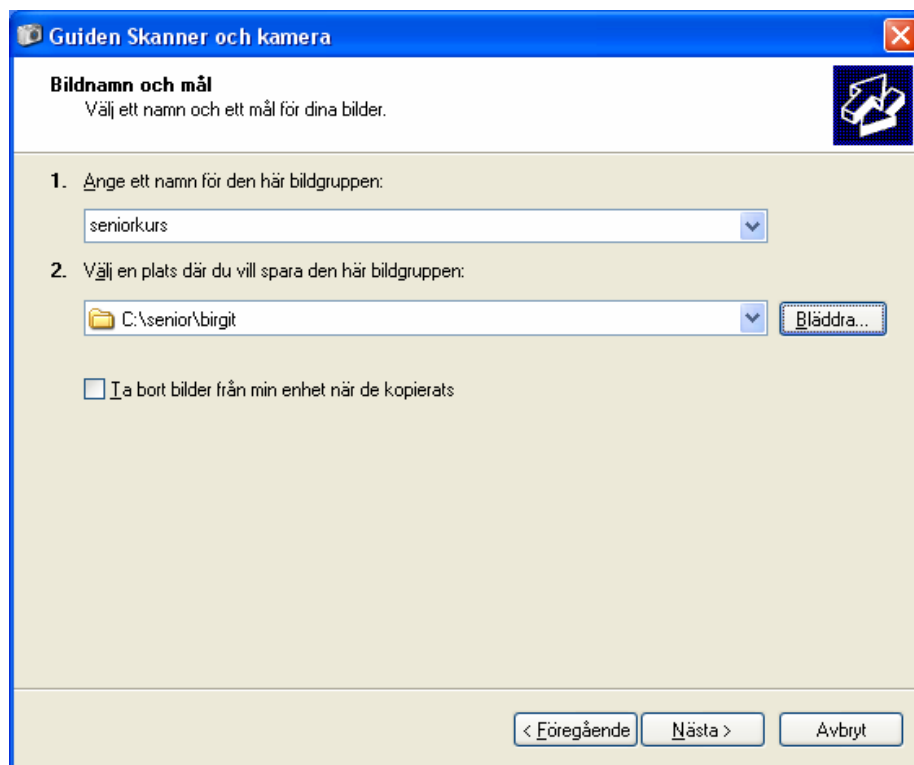 Guiden Skanner och kamera
Bildnamn och mål
Välj ett namn och ett mål för dina bilder.
1. Ange ett namn för den här bildgruppen:
seniorkurs
2. Välj en plats där du vill spara den här bildgruppen:
C:\senior\birgit
Bläddra...
Ta bort bilder från min enhet när de kopierats
< Föregående Nästa > Avbryt